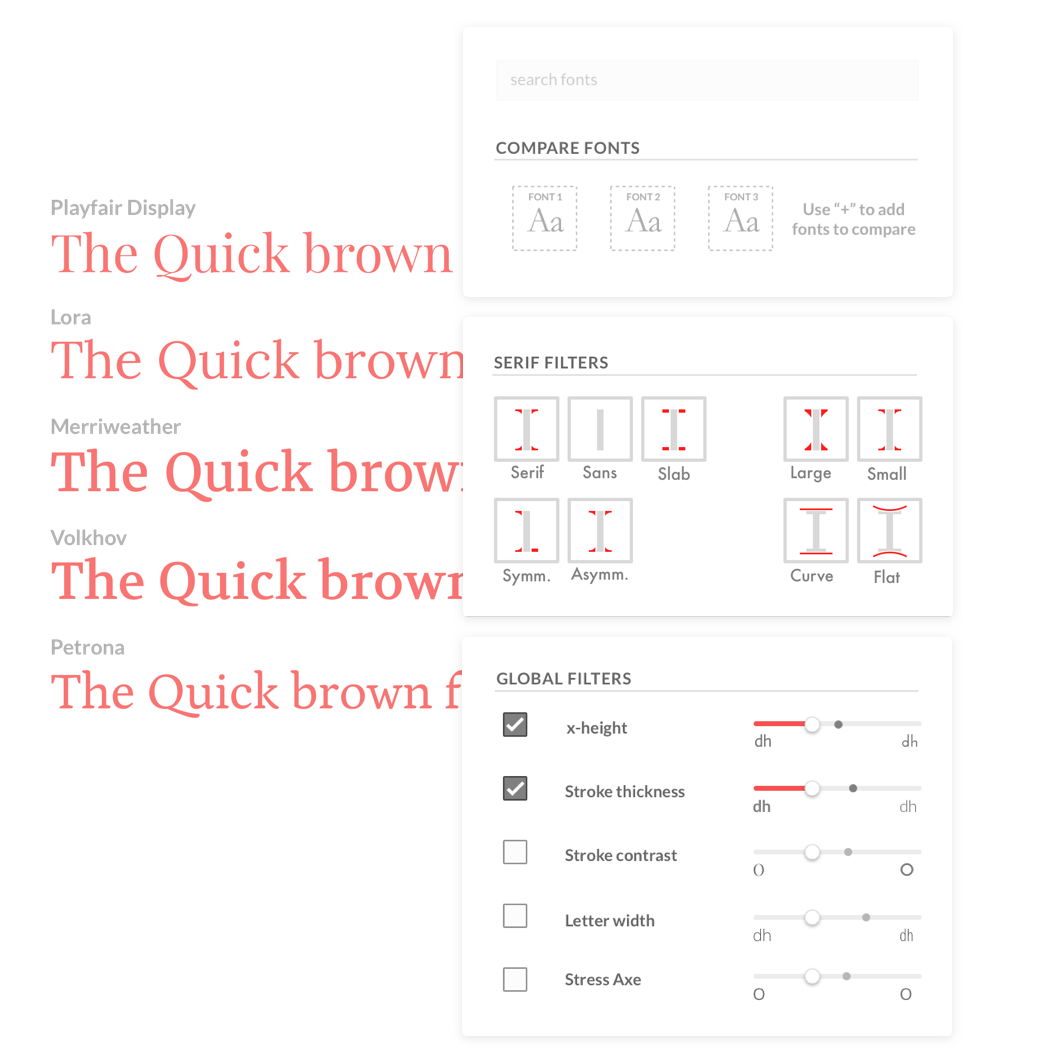 Playfair Display
The Quick brown
Lora
The Quick brown
Merriweather
The Quick brown
Volkhov
The Quick brown
Petrona
The Quick brown f
search fonts
COMPARE FONTS
FONT 1
Aa
FONT 2
Aa
FONT 3
Aa
Use “+” to add
fonts to compare
SERIF FILTERS
Serif
Sans
Slab
Large
Small
Symm.
Asymm.
Curve
Flat
GLOBAL FILTERS
x-height
dh
dh
Stroke thickness
dh
dh
Stroke contrast
O
O
Letter width
dh
dh
Stress Axe
O
O